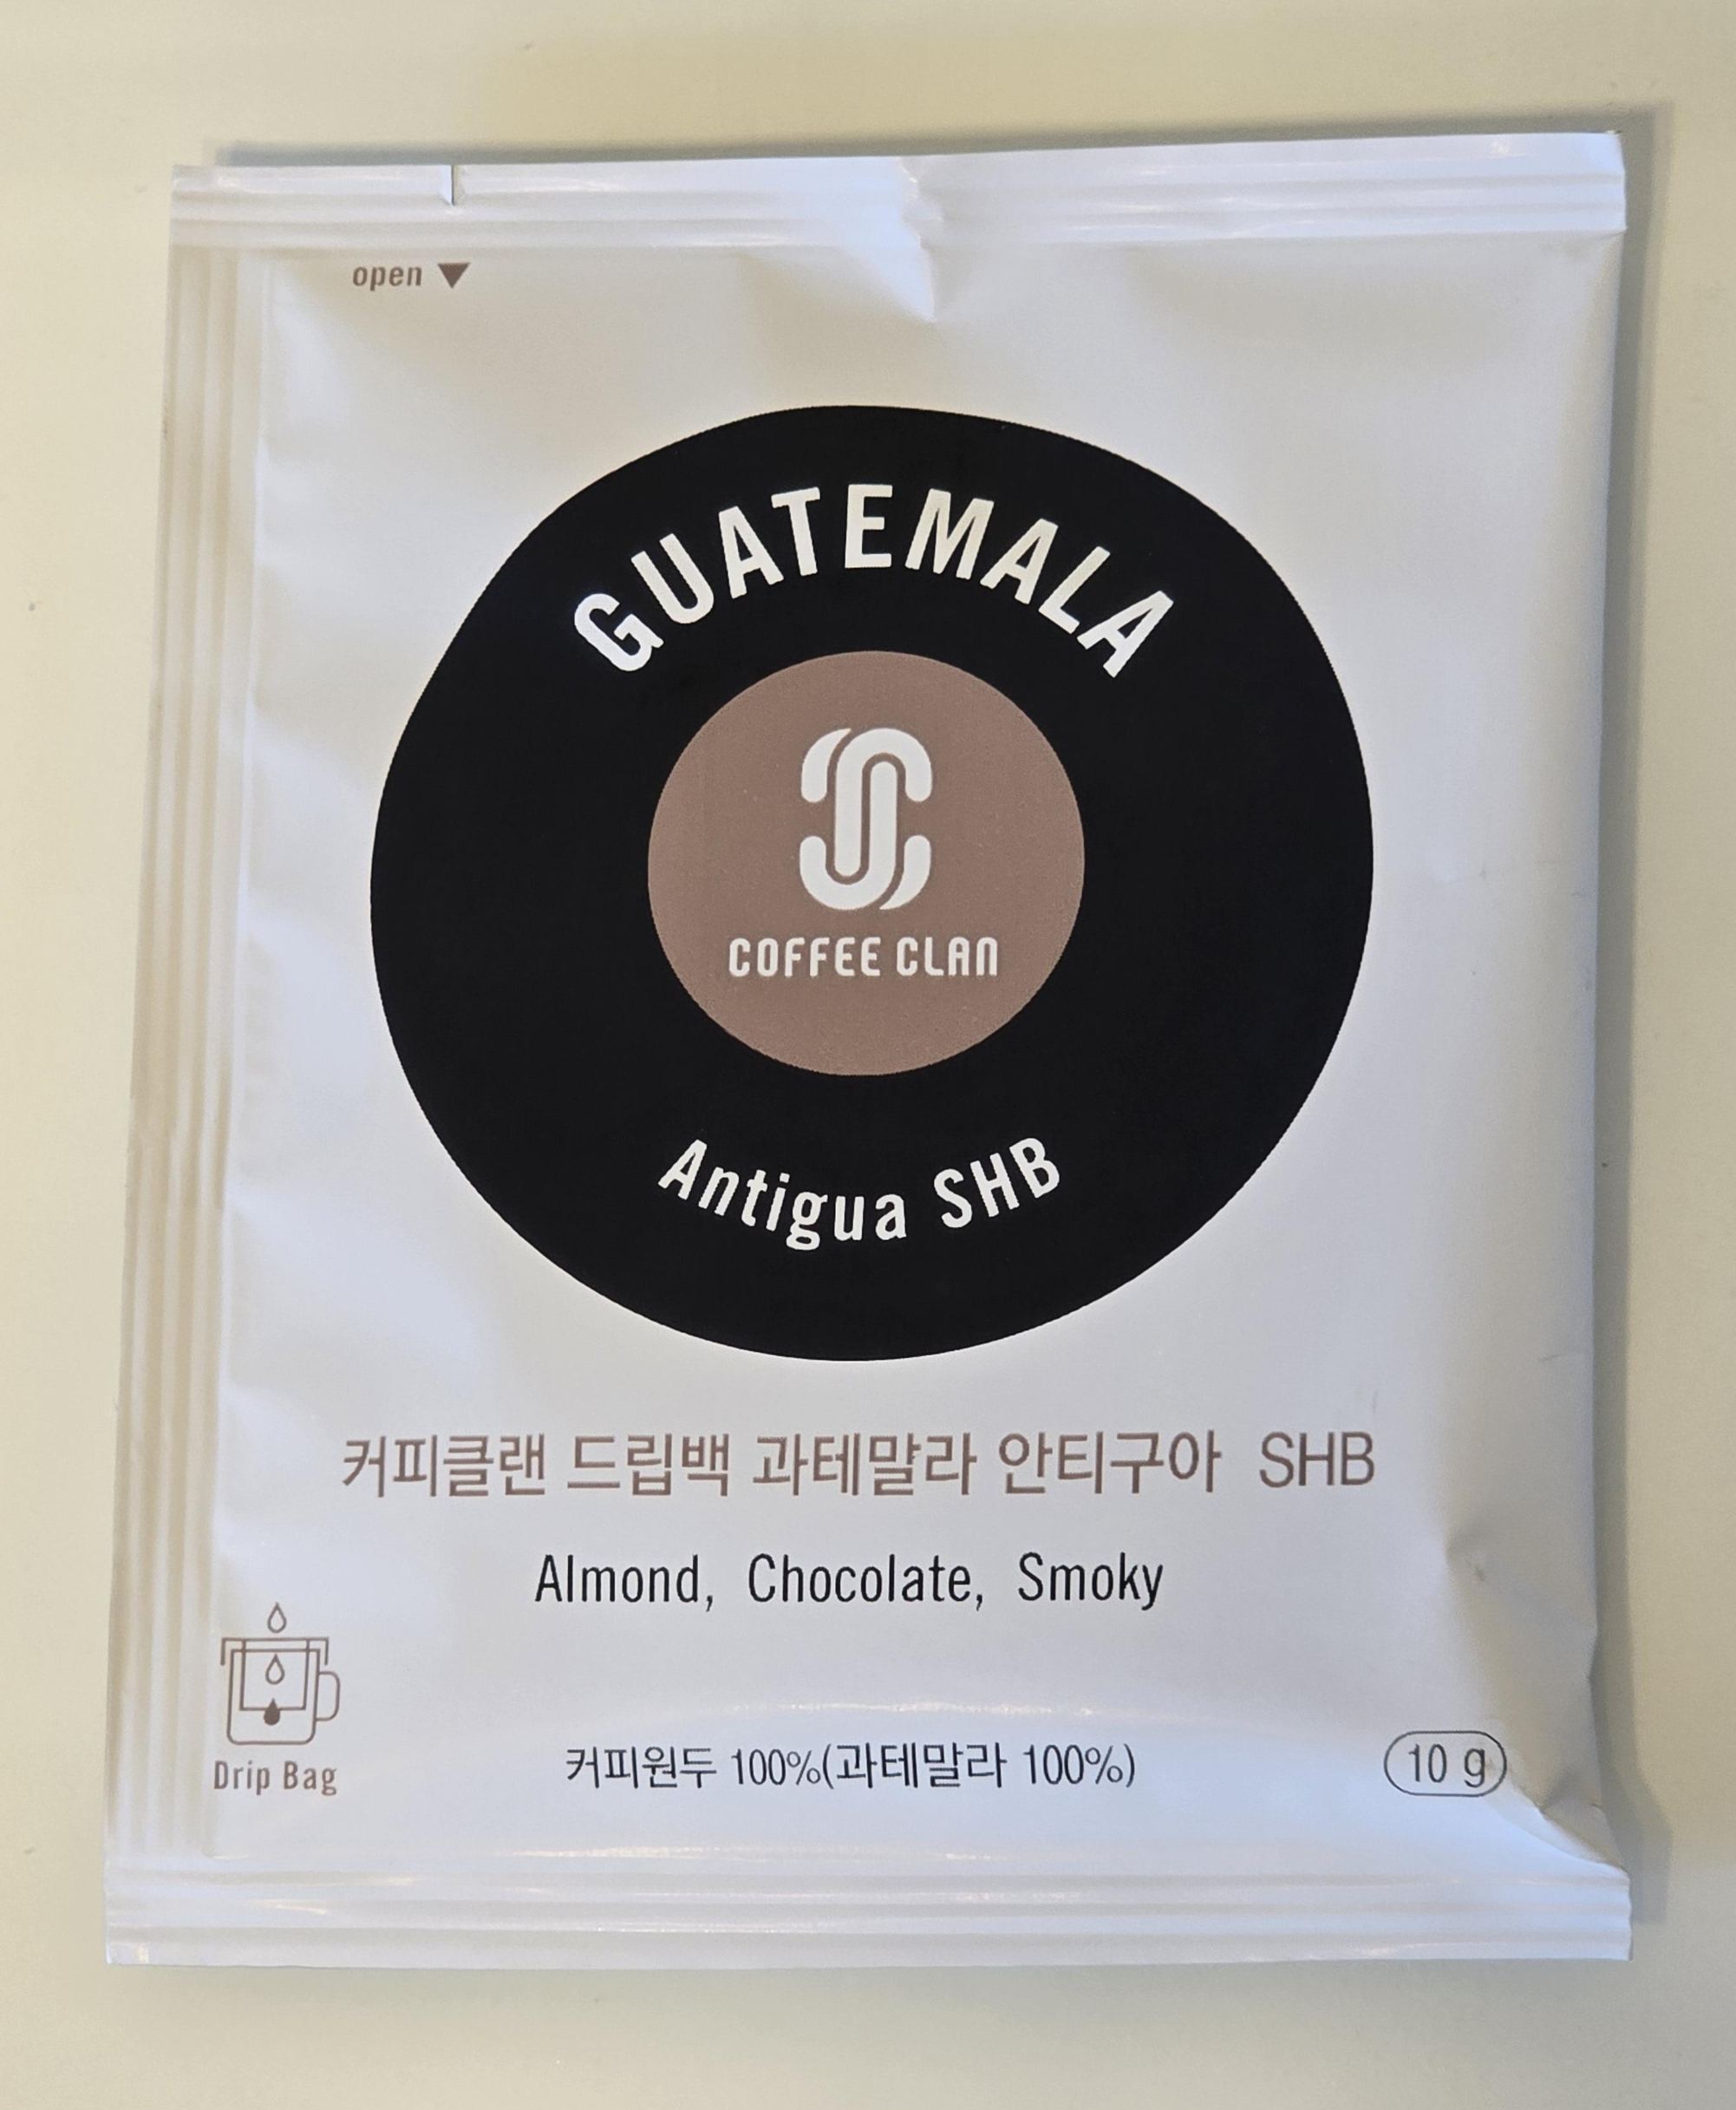 open ▼
GUATEMALA
COFFEE CLAN
Antigua SHB
커피클랜 드립백 과테먈라 안티구아 SHB
Almond, Chocolate, Smoky
Drip Bag
커피원두 100%(과테말라 100%)
10 g